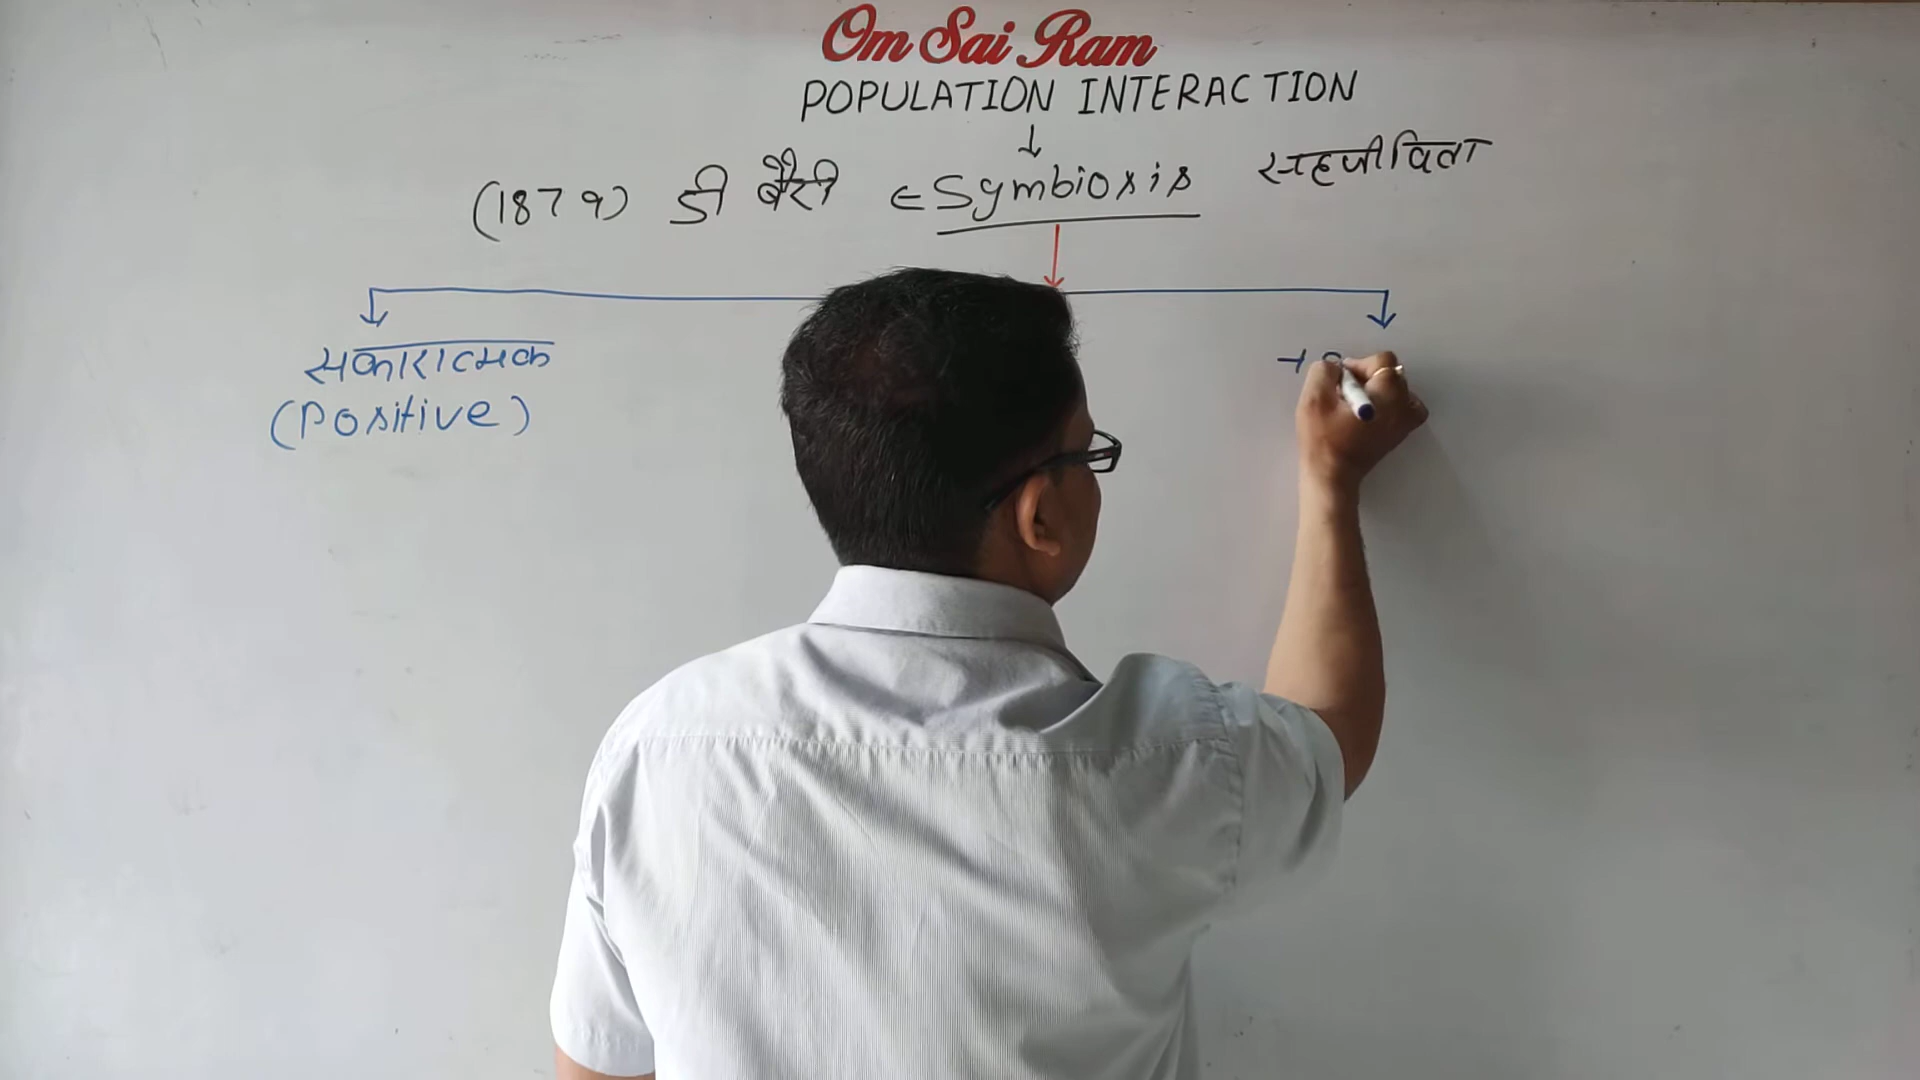 Om Sai Ram
POPULATION INTERACTION
↓
(1879) डी बैरी ∈ Symbiosis सहजीविता
सकारात्मक
(Positive)